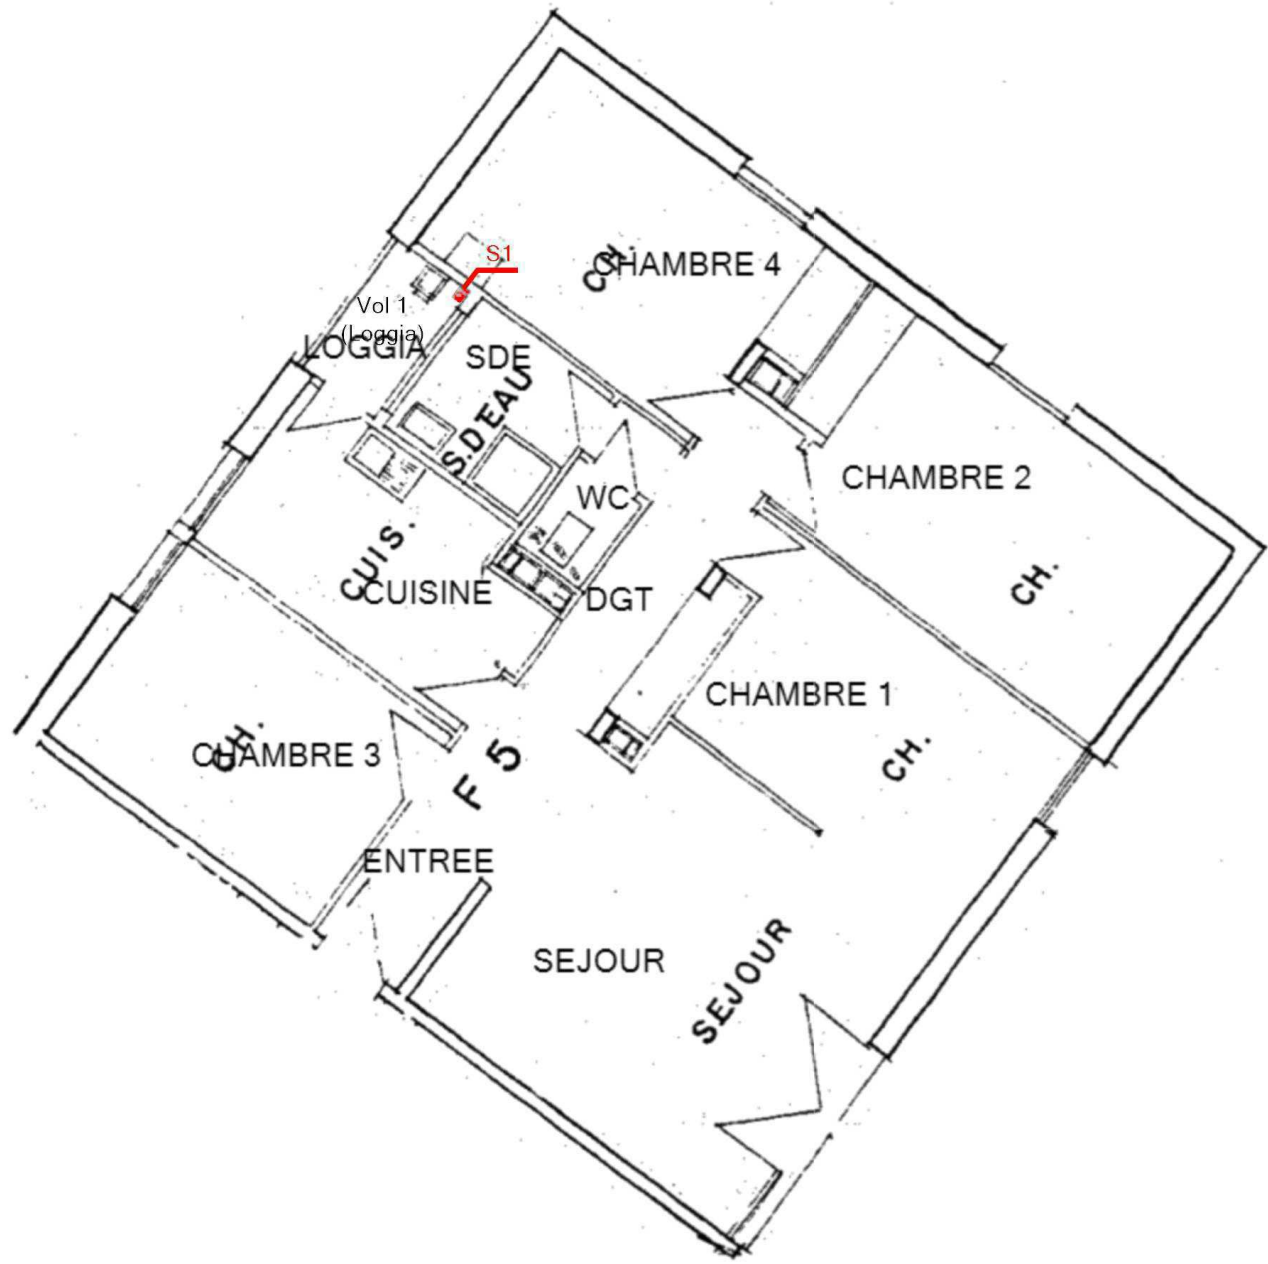 S1
CH.
CHAMBRE 4
Vol 1
(Loggia)
LOGGIA
SDE
S.D'EAU
CHAMBRE 2
WC
CUIS.
CUISINE
DGT
CH.
CHAMBRE 1
CH.
CHAMBRE 3
CH.
F 5
ENTREE
SEJOUR
SEJOUR